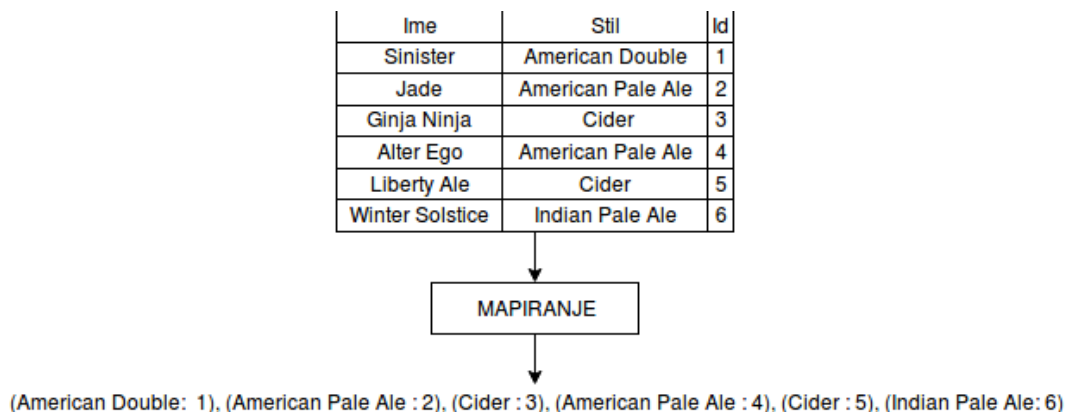 Ime Stil Id
Sinister American Double 1
Jade American Pale Ale 2
Ginja Ninja Cider 3
Alter Ego American Pale Ale 4
Liberty Ale Cider 5
Winter Solstice Indian Pale Ale 6
MAPIRANJE
(American Double: 1), (American Pale Ale : 2), (Cider : 3), (American Pale Ale : 4), (Cider : 5), (Indian Pale Ale: 6)